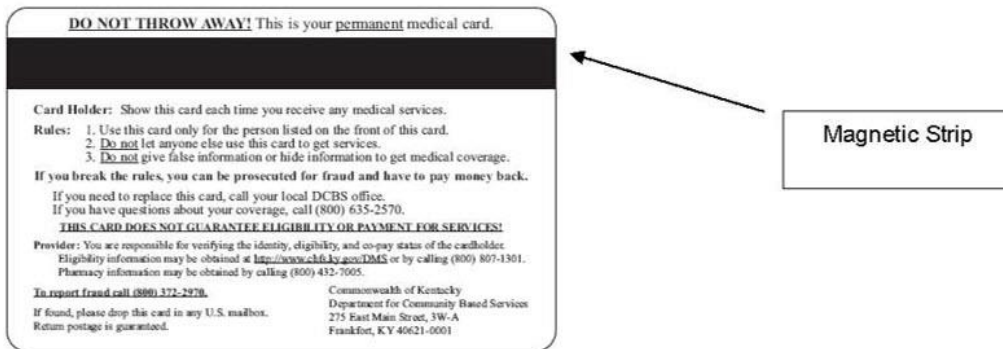 DO NOT THROW AWAY! This is your permanent medical card.
Magnetic Strip
Card Holder: Show this card each time you receive any medical services.
Rules: 1. Use this card only for the person listed on the front of this card.
2. Do not let anyone else use this card to get services.
3. Do not give false information or hide information to get medical coverage.
If you break the rules, you can be prosecuted for fraud and have to pay money back.
If you need to replace this card, call your local DCBS office.
If you have questions about your coverage, call (800) 635-2570.
THIS CARD DOES NOT GUARANTEE ELIGIBILITY OR PAYMENT FOR SERVICES!
Provider: You are responsible for verifying the identity, eligibility, and co-pay status of the cardholder.
Eligibility information may be obtained at http://www.chfs.ky.gov/DMS or by calling (800) 807-1301.
Pharmacy information may be obtained by calling (800) 432-7005.
To report fraud call (800) 372-2970.
If found, please drop this card in any U.S. mailbox.
Return postage is guaranteed.
Commonwealth of Kentucky
Department for Community Based Services
275 East Main Street, 3W-A
Frankfort, KY 40621-0001